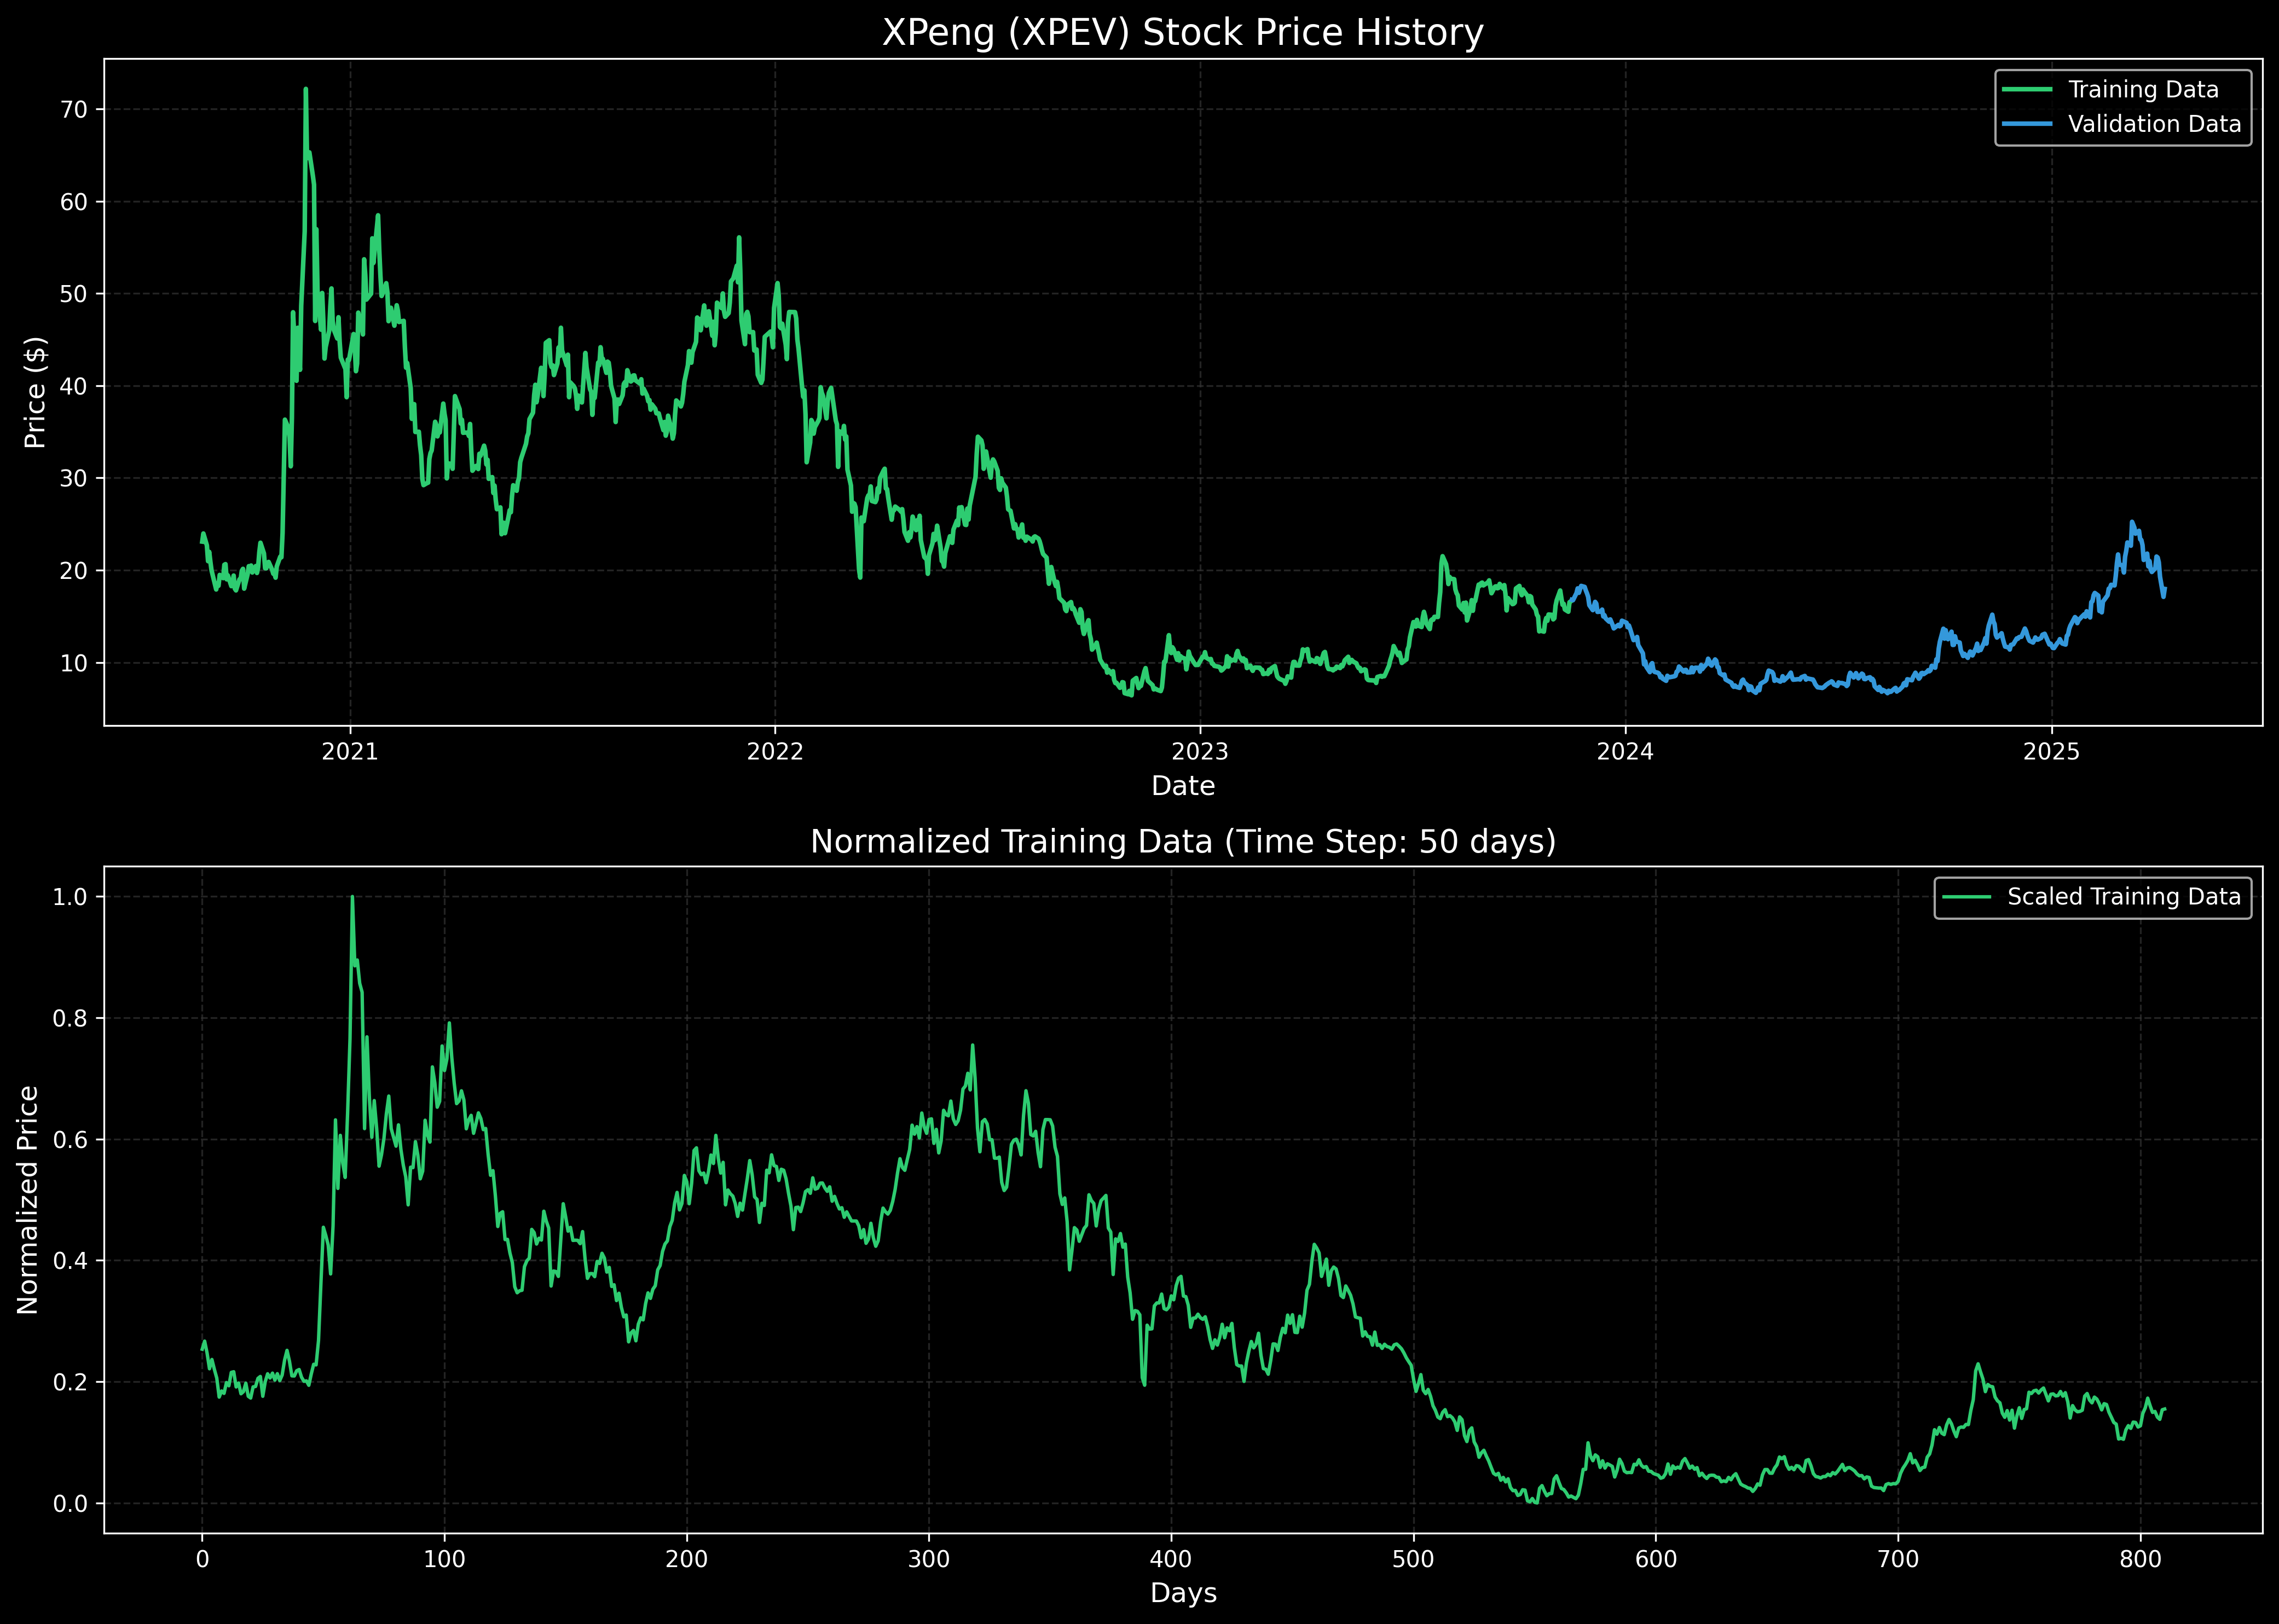 XPeng (XPEV) Stock Price History
Training Data
Validation Data
Price ($)
70
60
50
40
30
20
10
2021 2022 2023 2024 2025
Date
Normalized Training Data (Time Step: 50 days)
Scaled Training Data
Normalized Price
1.0
0.8
0.6
0.4
0.2
0.0
0 100 200 300 400 500 600 700 800
Days